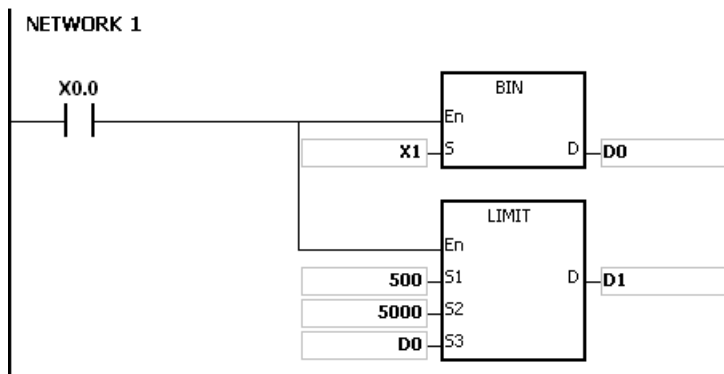 NETWORK 1
X0.0
BIN
En
X1 S D D0
LIMIT
En
500 S1 D D1
5000 S2
D0 S3